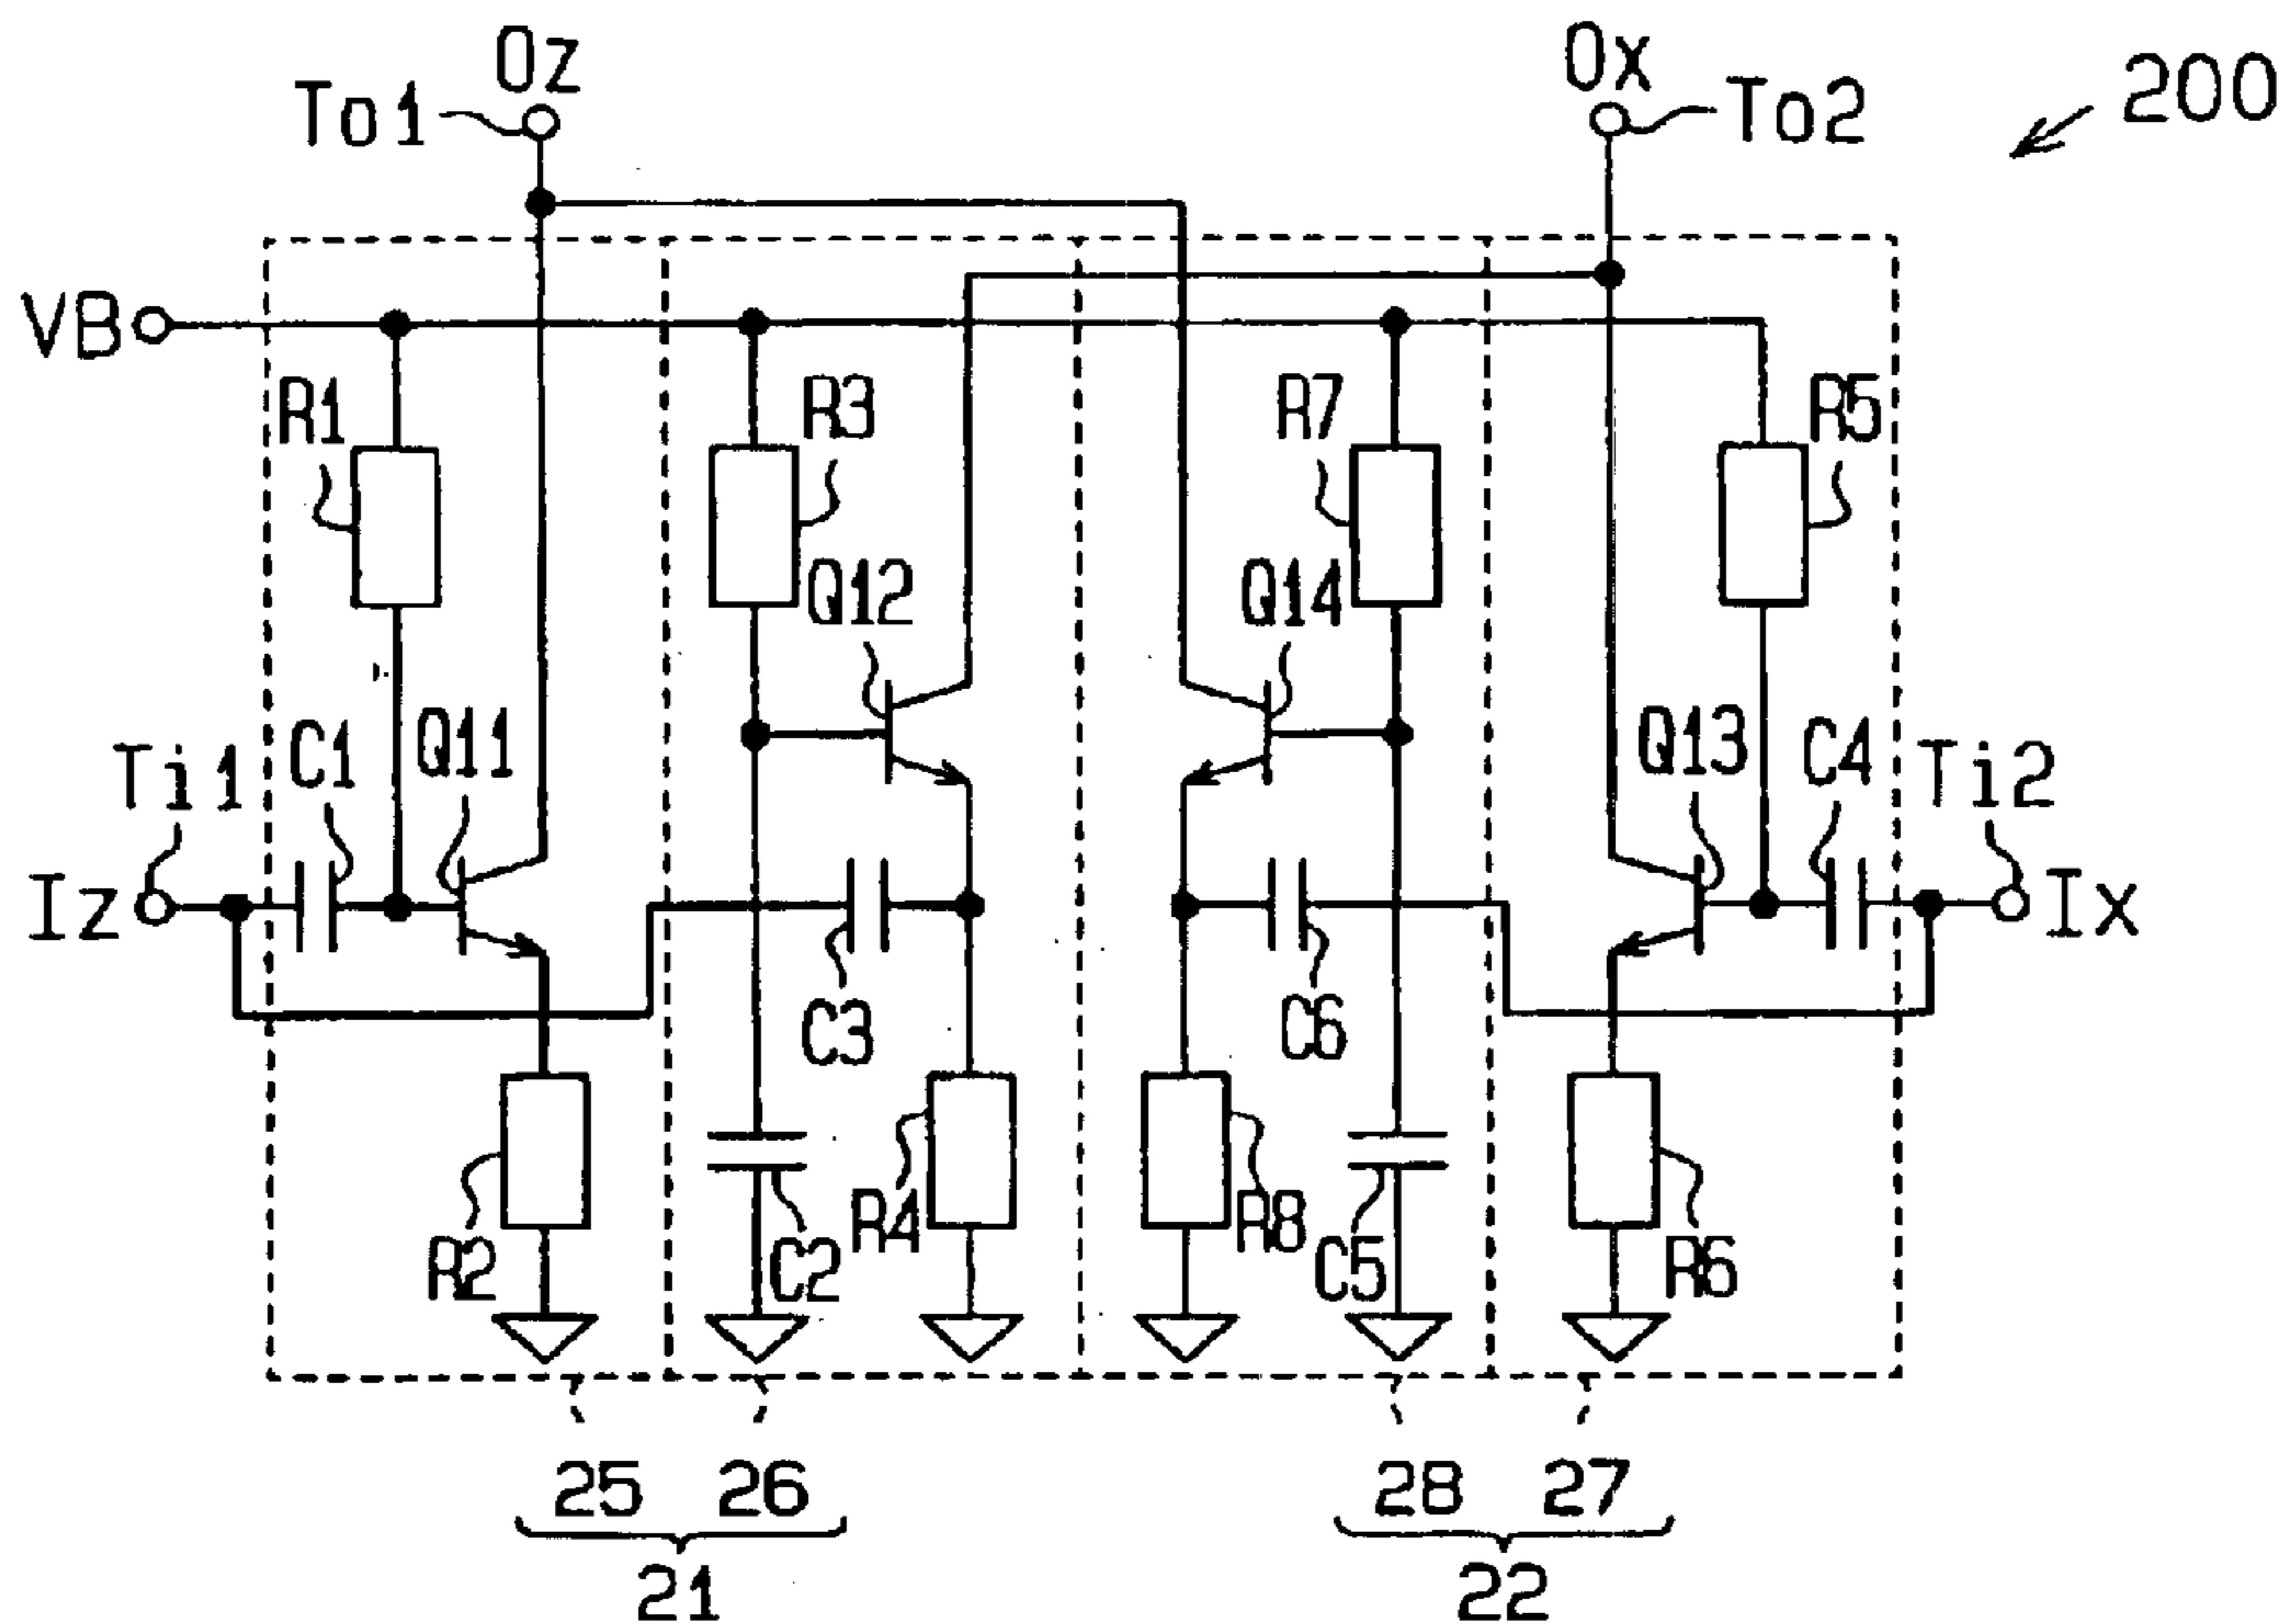 Oz
Ox
To1
To2
200
VB
R1
R3
R7
R5
Q12
Q14
Ti1
C1
Q11
Q13
C4
Ti2
Iz
Ix
C3
C6
R2
C2
R4
R8
C5
R6
25
26
28
27
21
22